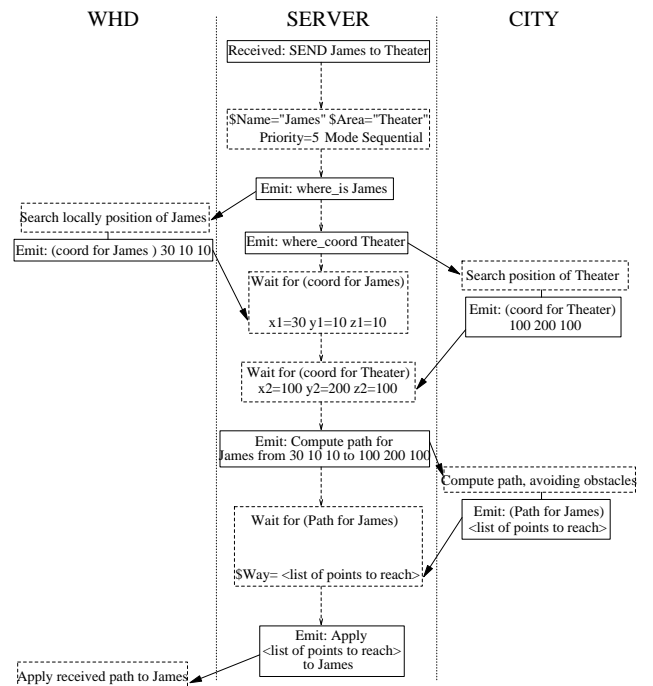 WHD SERVER CITY
Received: SEND James to Theater
$Name="James" $Area="Theater"
Priority=5 Mode Sequential
Emit: where_is James
Search locally position of James
Emit: (coord for James ) 30 10 10
Emit: where_coord Theater
Wait for (coord for James)
x1=30 y1=10 z1=10
Search position of Theater
Emit: (coord for Theater)
100 200 100
Wait for (coord for Theater)
x2=100 y2=200 z2=100
Emit: Compute path for
James from 30 10 10 to 100 200 100
Compute path, avoiding obstacles
Emit: (Path for James)
<list of points to reach>
Wait for (Path for James)
$Way= <list of points to reach>
Emit: Apply
<list of points to reach>
to James
Apply received path to James